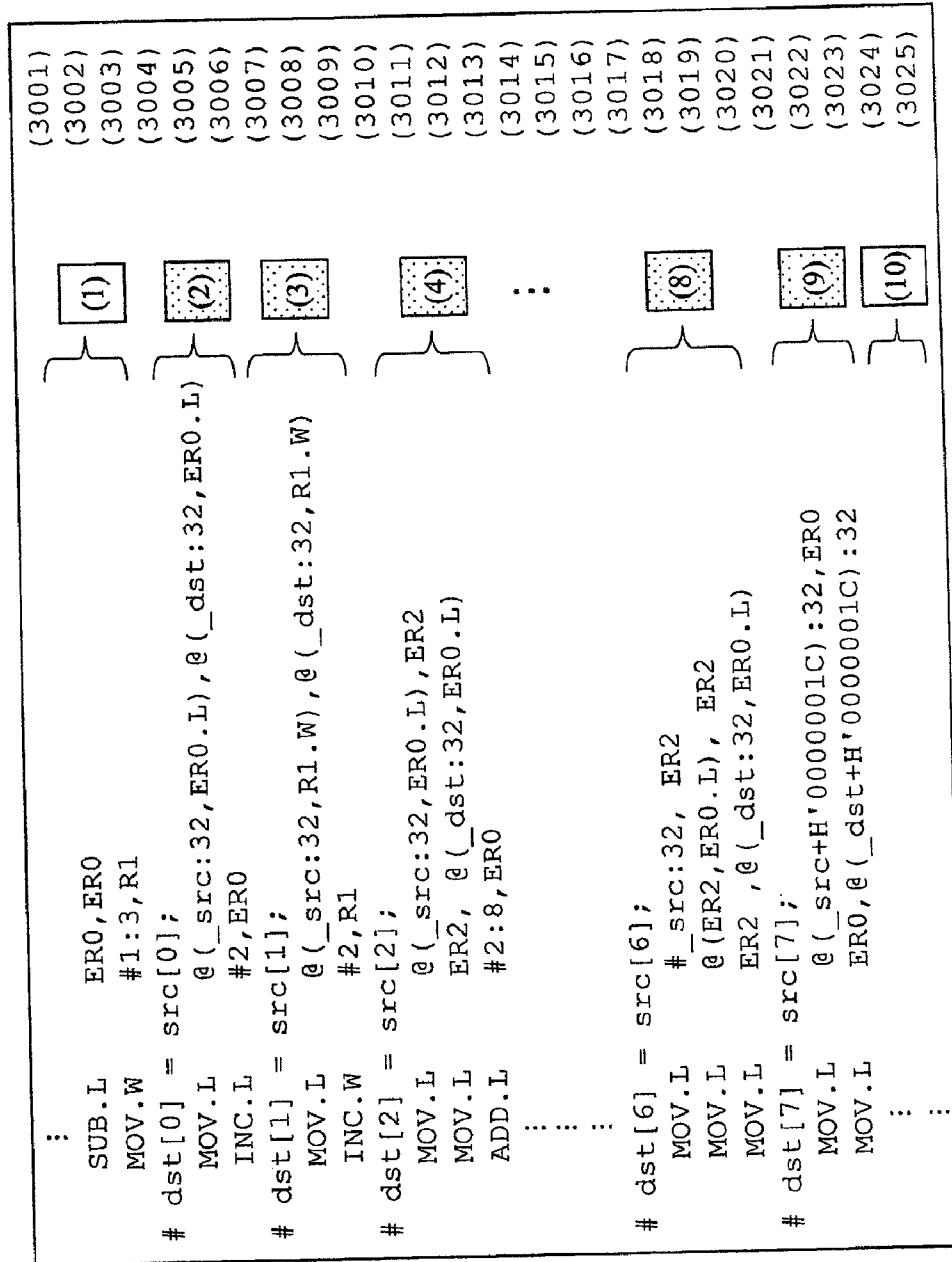 : (3001)
SUB.L ER0,ER0 (1) (3002)
MOV.W #1:3,R1 (3003)
# dst[0] = src[0]; (3004)
MOV.L @(_src:32,ER0.L),@(_dst:32,ER0.L) (2) (3005)
INC.L #2,ER0 (3006)
# dst[1] = src[1]; (3007)
MOV.L @(_src:32,R1.W),@(_dst:32,R1.W) (3) (3008)
INC.W #2,R1 (3009)
# dst[2] = src[2]; (3010)
MOV.L @(_src:32,ER0.L),ER2 (3011)
MOV.L ER2, @(_dst:32,ER0.L) (4) (3012)
ADD.L #2:8,ER0 (3013)
: (3014)
: ⋮ (3015)
: (3016)
# dst[6] = src[6]; (3017)
MOV.L #_src:32, ER2 (3018)
MOV.L @(ER2,ER0.L), ER2 (8) (3019)
MOV.L ER2 ,@(_dst:32,ER0.L) (3020)
# dst[7] = src[7]; (3021)
MOV.L @(_src+H'0000001C):32,ER0 (9) (3022)
MOV.L ER0,@(_dst+H'0000001C):32 (3023)
: (10) (3024)
: (3025)